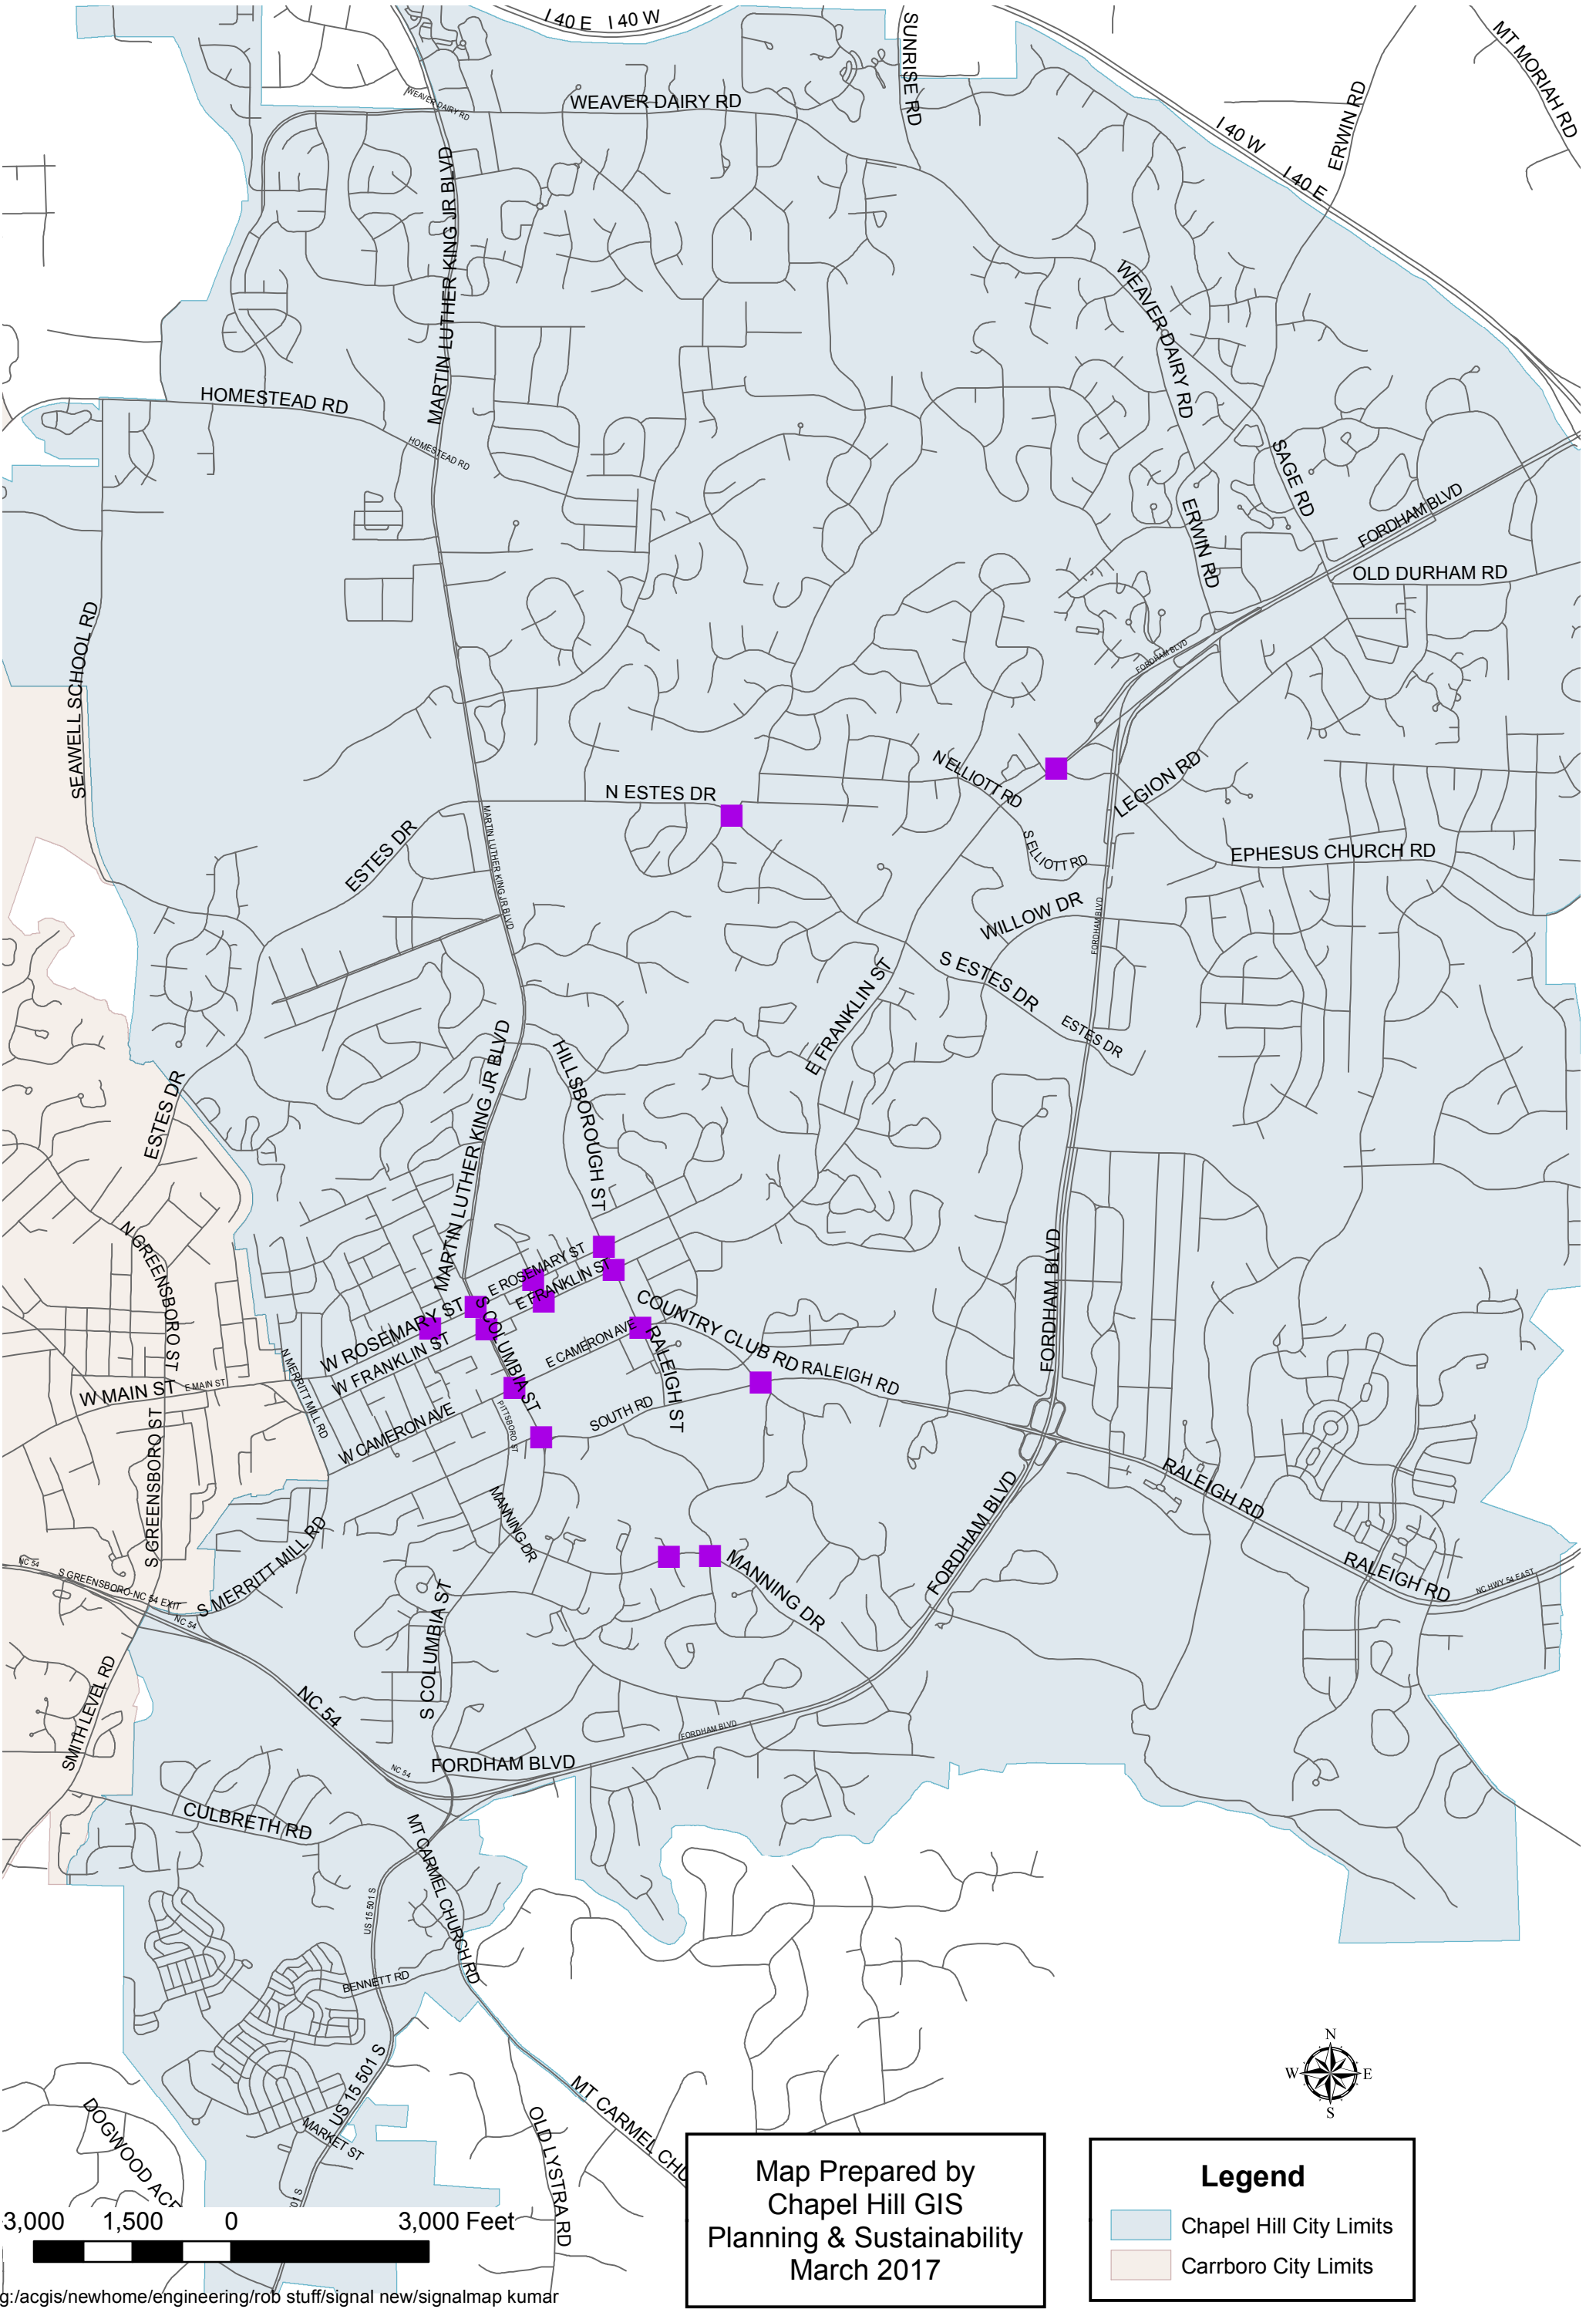 I 40 E I 40 W
SUNRISE RD
MT MORIAH RD
WEAVER DAIRY RD
WEAVER DAIRY RD
ERWIN RD
I 40 W
I 40 E
MARTIN LUTHER KING JR BLVD
WEAVER DAIRY RD
HOMESTEAD RD
HOMESTEAD RD
SAGE RD
FORDHAM BLVD
ERWIN RD
OLD DURHAM RD
SEAWELL SCHOOL RD
FORDHAM BLVD
N ELLIOTT RD
LEGION RD
N ESTES DR
ESTES DR
MARTIN LUTHER KING JR BLVD
S ELLIOTT RD
EPHESUS CHURCH RD
WILLOW DR
FORDHAM BLVD
S ESTES DR
E FRANKLIN ST
ESTES DR
MARTIN LUTHER KING JR BLVD
HILLSBOROUGH ST
ESTES DR
N GREENSBORO ST
E ROSEMARY ST
E FRANKLIN ST
FORDHAM BLVD
COUNTRY CLUB RD
W ROSEMARY ST
S COLUMBIA ST
E CAMERON AVE
RALEIGH ST
RALEIGH RD
W FRANKLIN ST
N MERRITT MILL RD
W MAIN ST
E MAIN ST
PITTSBORO ST
SOUTH RD
W CAMERON AVE
S GREENSBORO ST
RALEIGH RD
MANNING DR
FORDHAM BLVD
S MERRITT MILL RD
NC 54
S GREENSBORO-NC 54 EXIT
NC 54
MANNING DR
RALEIGH RD
NC HWY 54 EAST
S COLUMBIA ST
SMITH LEVEL RD
NC 54
FORDHAM BLVD
NC 54
FORDHAM BLVD
CULBRETH RD
MT CARMEL CHURCH RD
US 15 501 S
BENNETT RD
US 15 501 S
MARKET ST
DOGWOOD ACR
01 S
OLD LYSTRA RD
MT CARMEL CHU
N
W E
S
Map Prepared by
Chapel Hill GIS
Planning & Sustainability
March 2017
Legend
Chapel Hill City Limits
Carrboro City Limits
3,000 1,500 0 3,000 Feet
g:/acgis/newhome/engineering/rob stuff/signal new/signalmap kumar